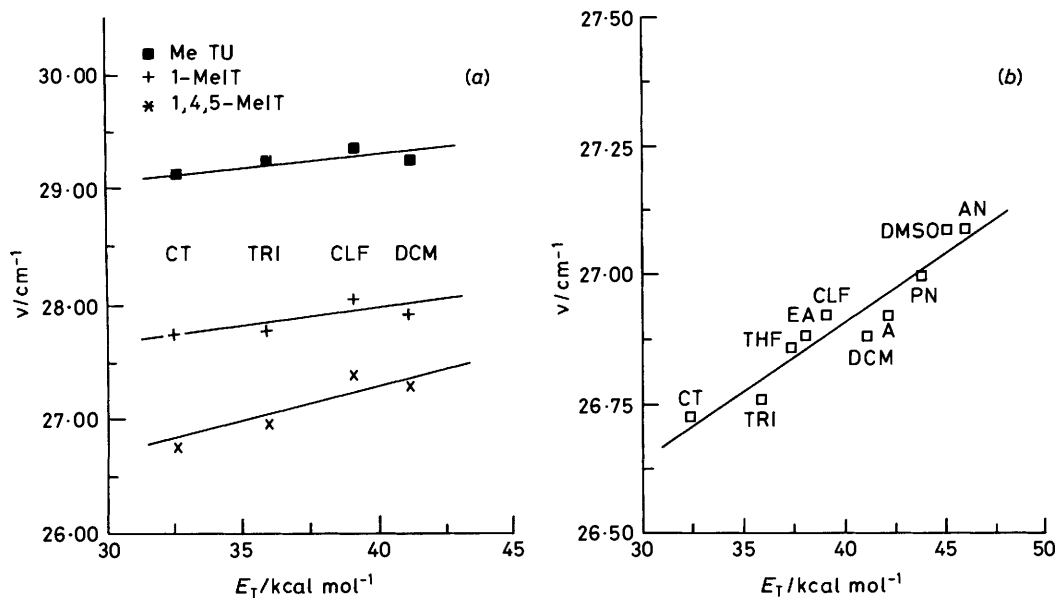 ■ Me TU
+ 1-MeIT
✶ 1,4,5-MeIT
(a)
30·00
29·00
28·00
27·00
26·00
ν/cm⁻¹
CT TRI CLF DCM
30 35 40 45
E_T/kcal mol⁻¹
(b)
27·50
27·25
27·00
26·75
26·50
ν/cm⁻¹
AN
DMSO
PN
CLF
EA
A
THF
DCM
CT
TRI
30 35 40 45 50
E_T/kcal mol⁻¹